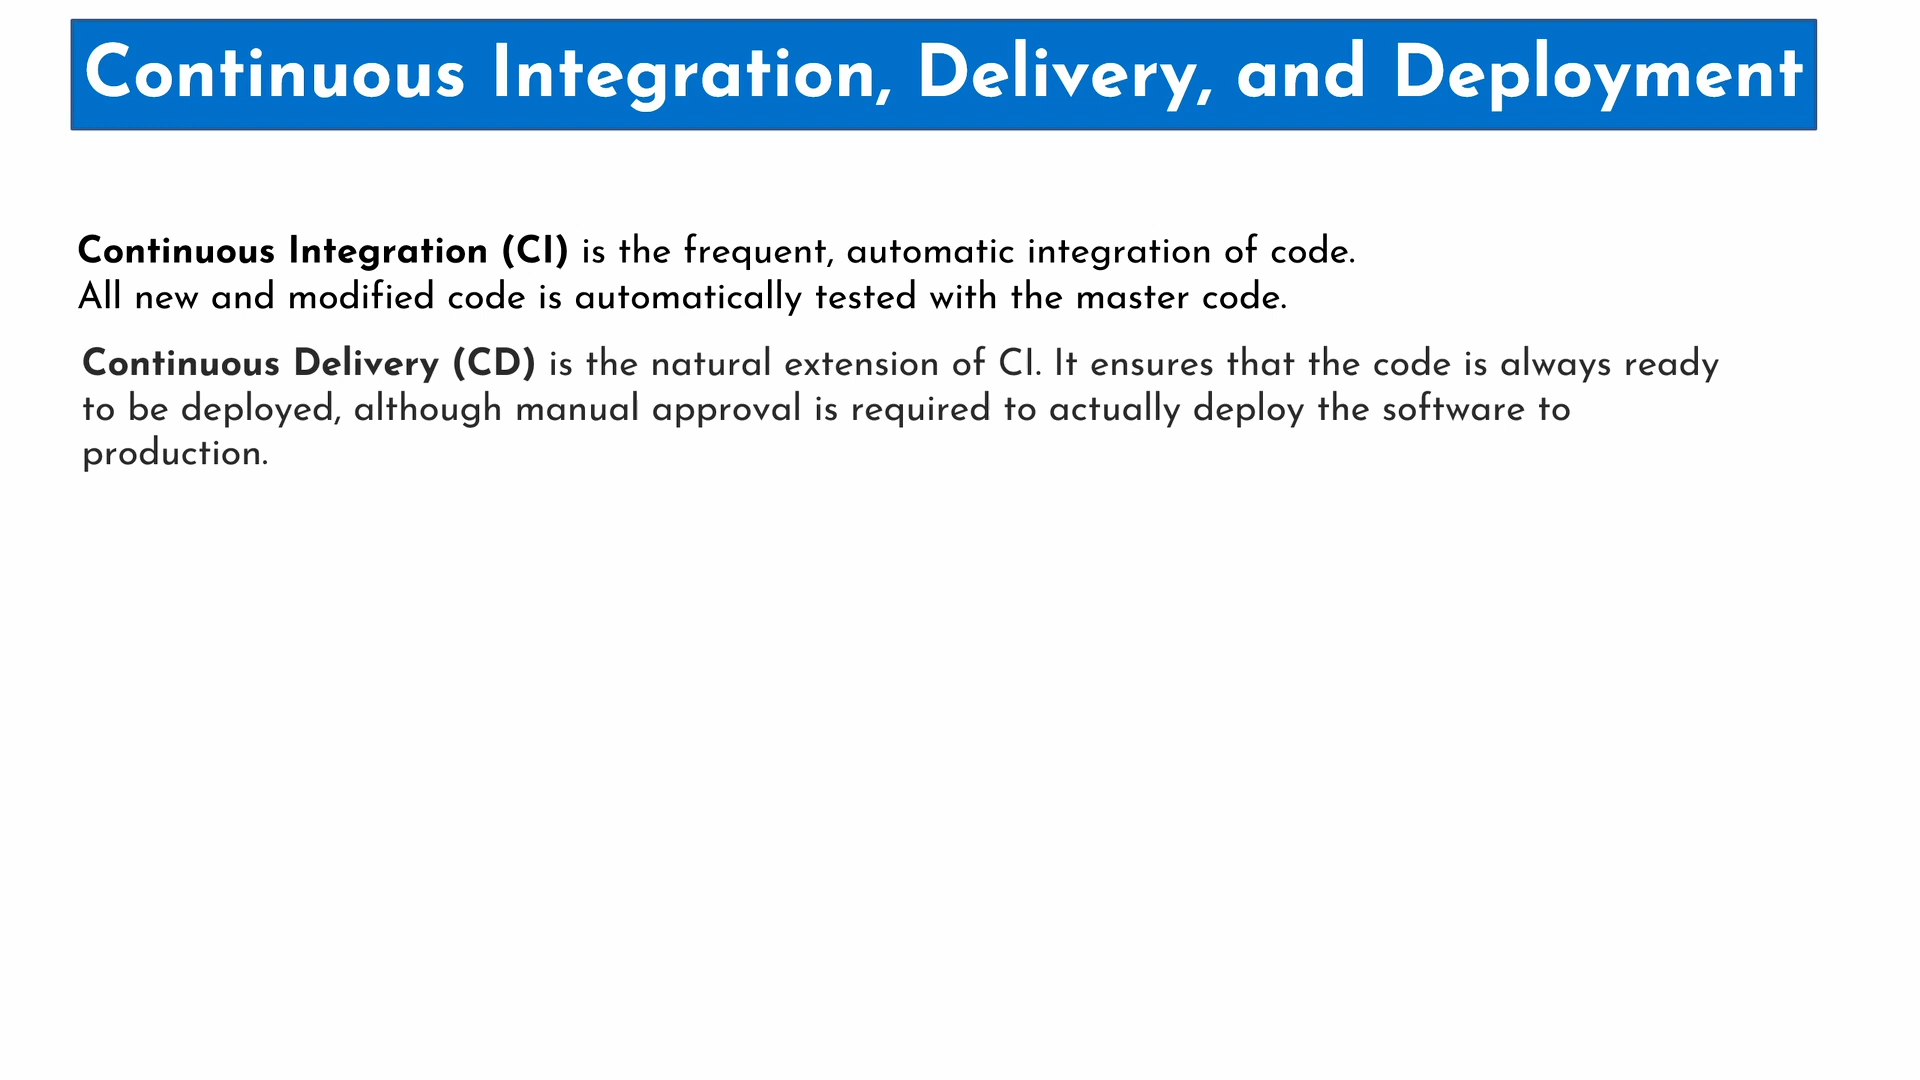 Continuous Integration, Delivery, and Deployment
Continuous Integration (CI) is the frequent, automatic integration of code.
All new and modified code is automatically tested with the master code.
Continuous Delivery (CD) is the natural extension of CI. It ensures that the code is always ready
to be deployed, although manual approval is required to actually deploy the software to
production.